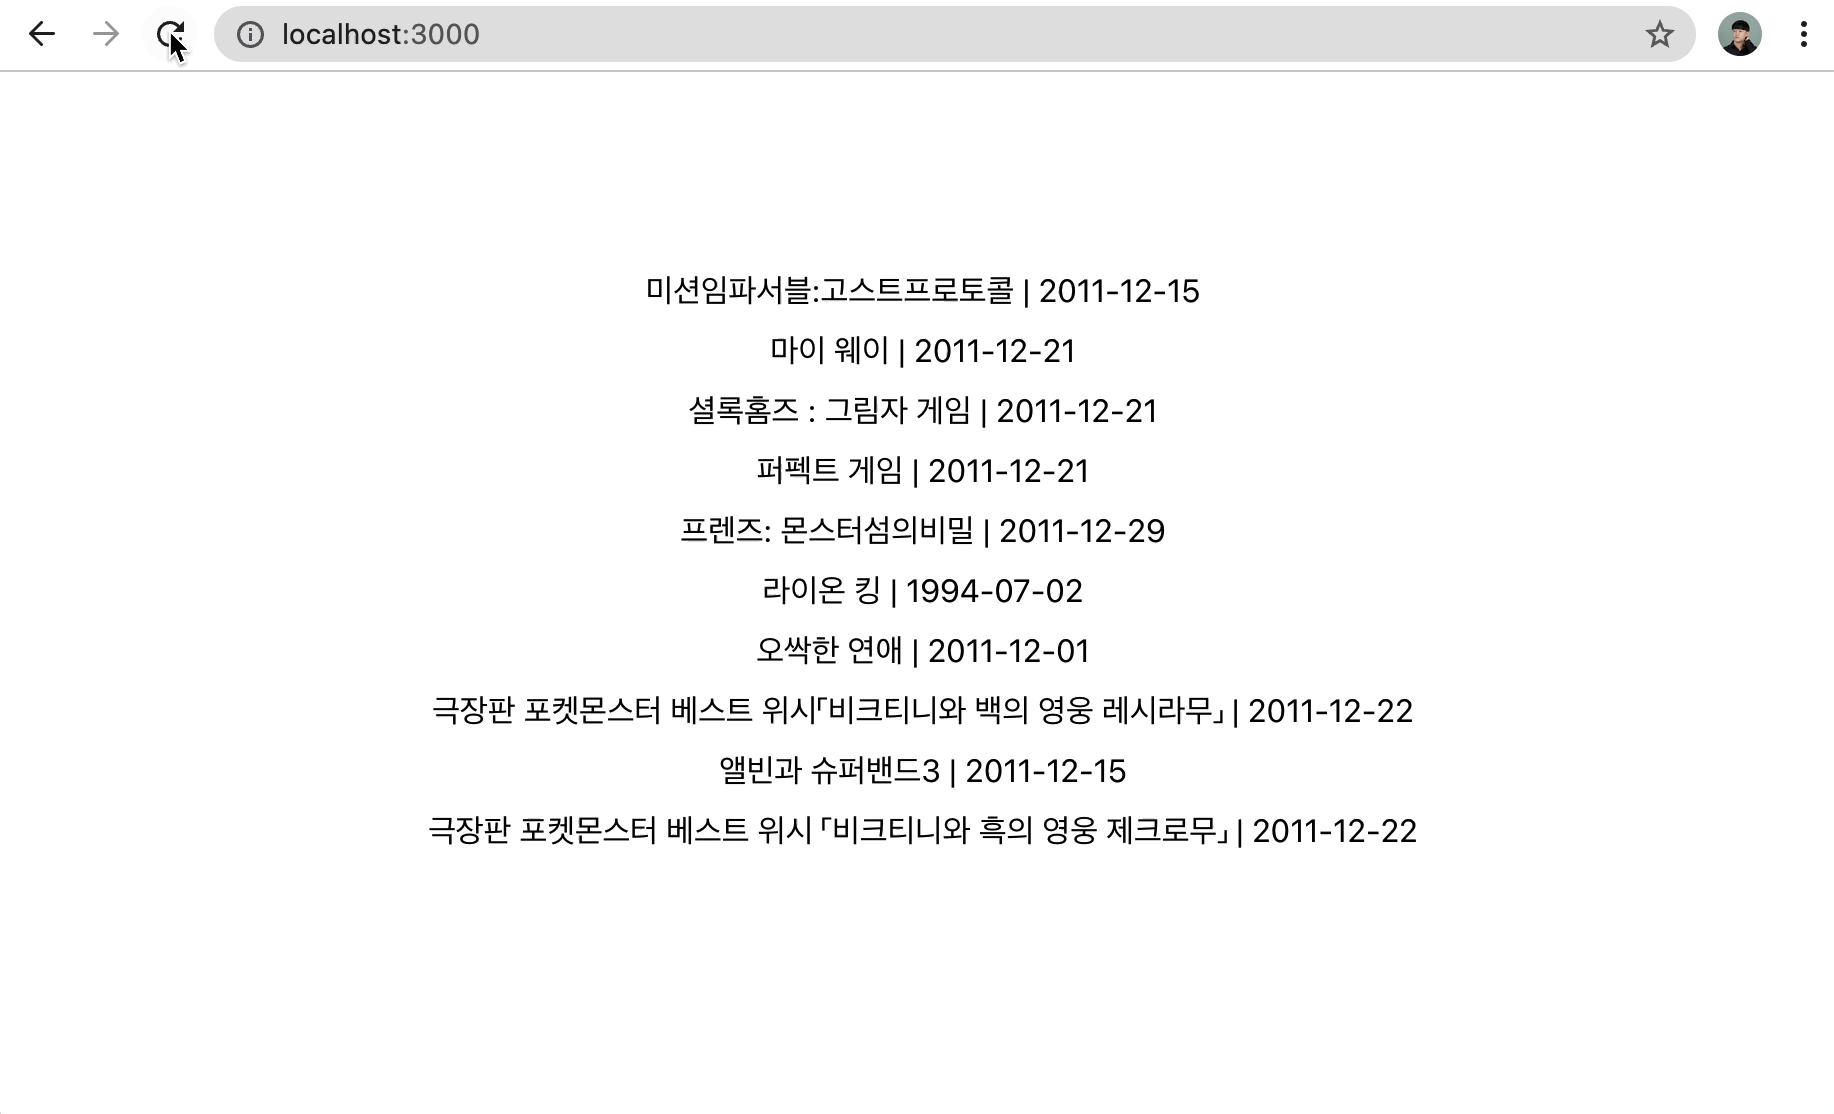 localhost:3000
미션임파서블:고스트프로토콜 | 2011-12-15
마이 웨이 | 2011-12-21
셜록홈즈 : 그림자 게임 | 2011-12-21
퍼펙트 게임 | 2011-12-21
프렌즈: 몬스터섬의비밀 | 2011-12-29
라이온 킹 | 1994-07-02
오싹한 연애 | 2011-12-01
극장판 포켓몬스터 베스트 위시「비크티니와 백의 영웅 레시라무」 | 2011-12-22
앨빈과 슈퍼밴드3 | 2011-12-15
극장판 포켓몬스터 베스트 위시 「비크티니와 흑의 영웅 제크로무」 | 2011-12-22